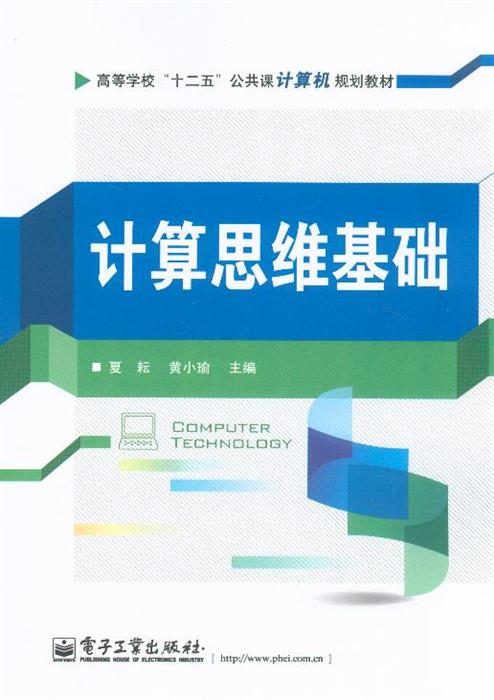 高等学校“十二五”公共课计算机规划教材
计算思维基础
夏 耘 黄小瑜 主编
COMPUTER
TECHNOLOGY
電子工業出版社·
PUBLISHING HOUSE OF ELECTRONICS INDUSTRY
[ http://www.phei.com.cn ]